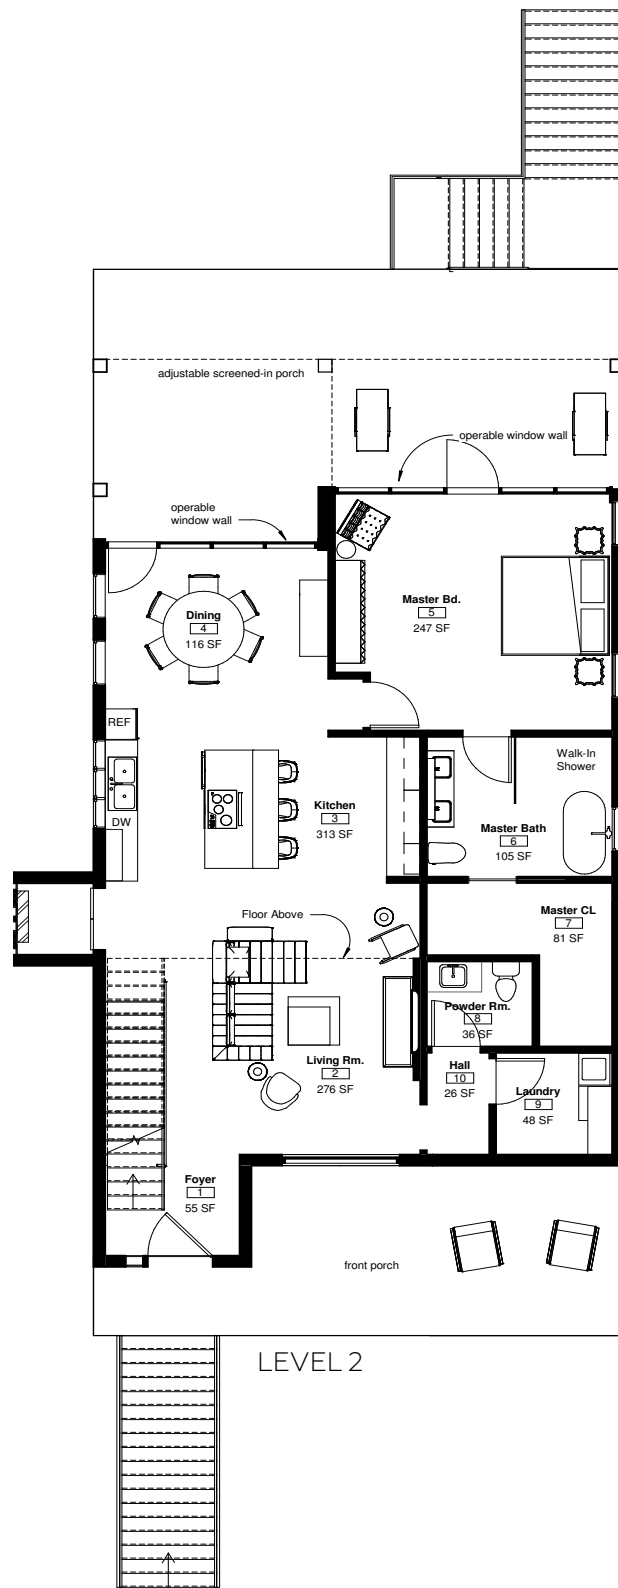 adjustable screened-in porch
operable window wall
operable
window wall
Master Bd.
5
247 SF
Dining
4
116 SF
REF
Walk-In
Shower
Kitchen
3
313 SF
DW
Master Bath
6
105 SF
Floor Above
Master CL
7
81 SF
Powder Rm.
8
36 SF
Living Rm.
2
276 SF
Hall
10
26 SF
Laundry
9
48 SF
Foyer
1
55 SF
front porch
LEVEL 2